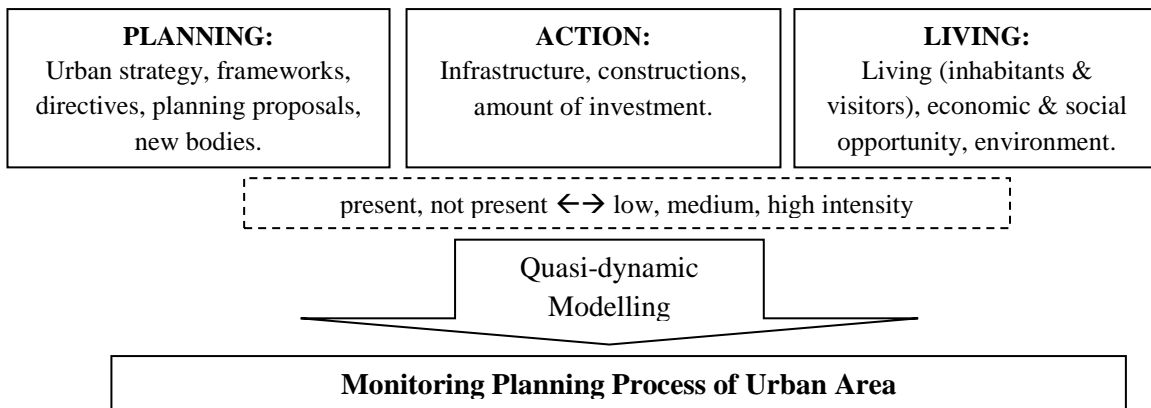 PLANNING:
Urban strategy, frameworks,
directives, planning proposals,
new bodies.
ACTION:
Infrastructure, constructions,
amount of investment.
LIVING:
Living (inhabitants &
visitors), economic & social
opportunity, environment.
present, not present ←→ low, medium, high intensity
Quasi-dynamic
Modelling
Monitoring Planning Process of Urban Area